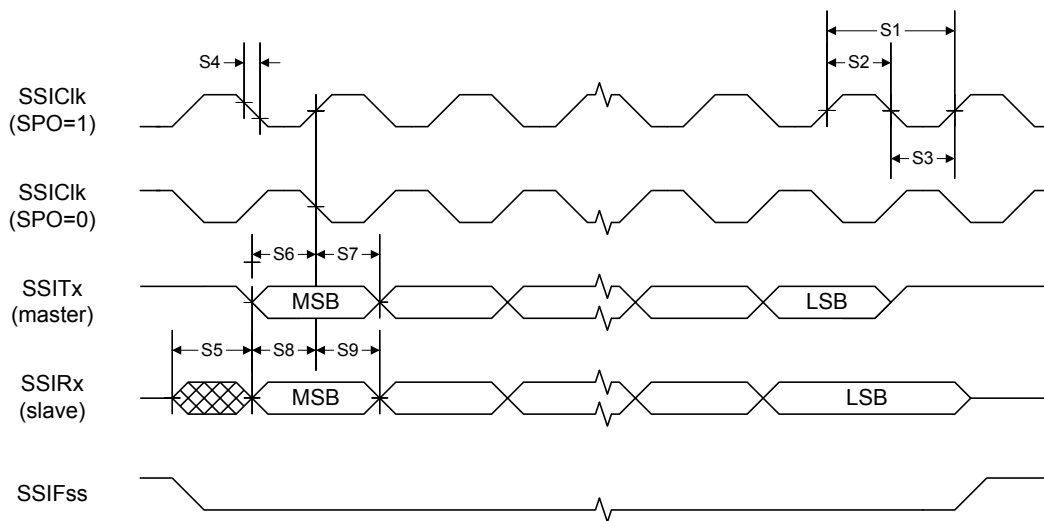 S1
S4
S2
SSIClk
(SPO=1)
S3
SSIClk
(SPO=0)
S6
S7
SSITx
(master)
MSB
LSB
S5
S8
S9
SSIRx
(slave)
MSB
LSB
SSIFss